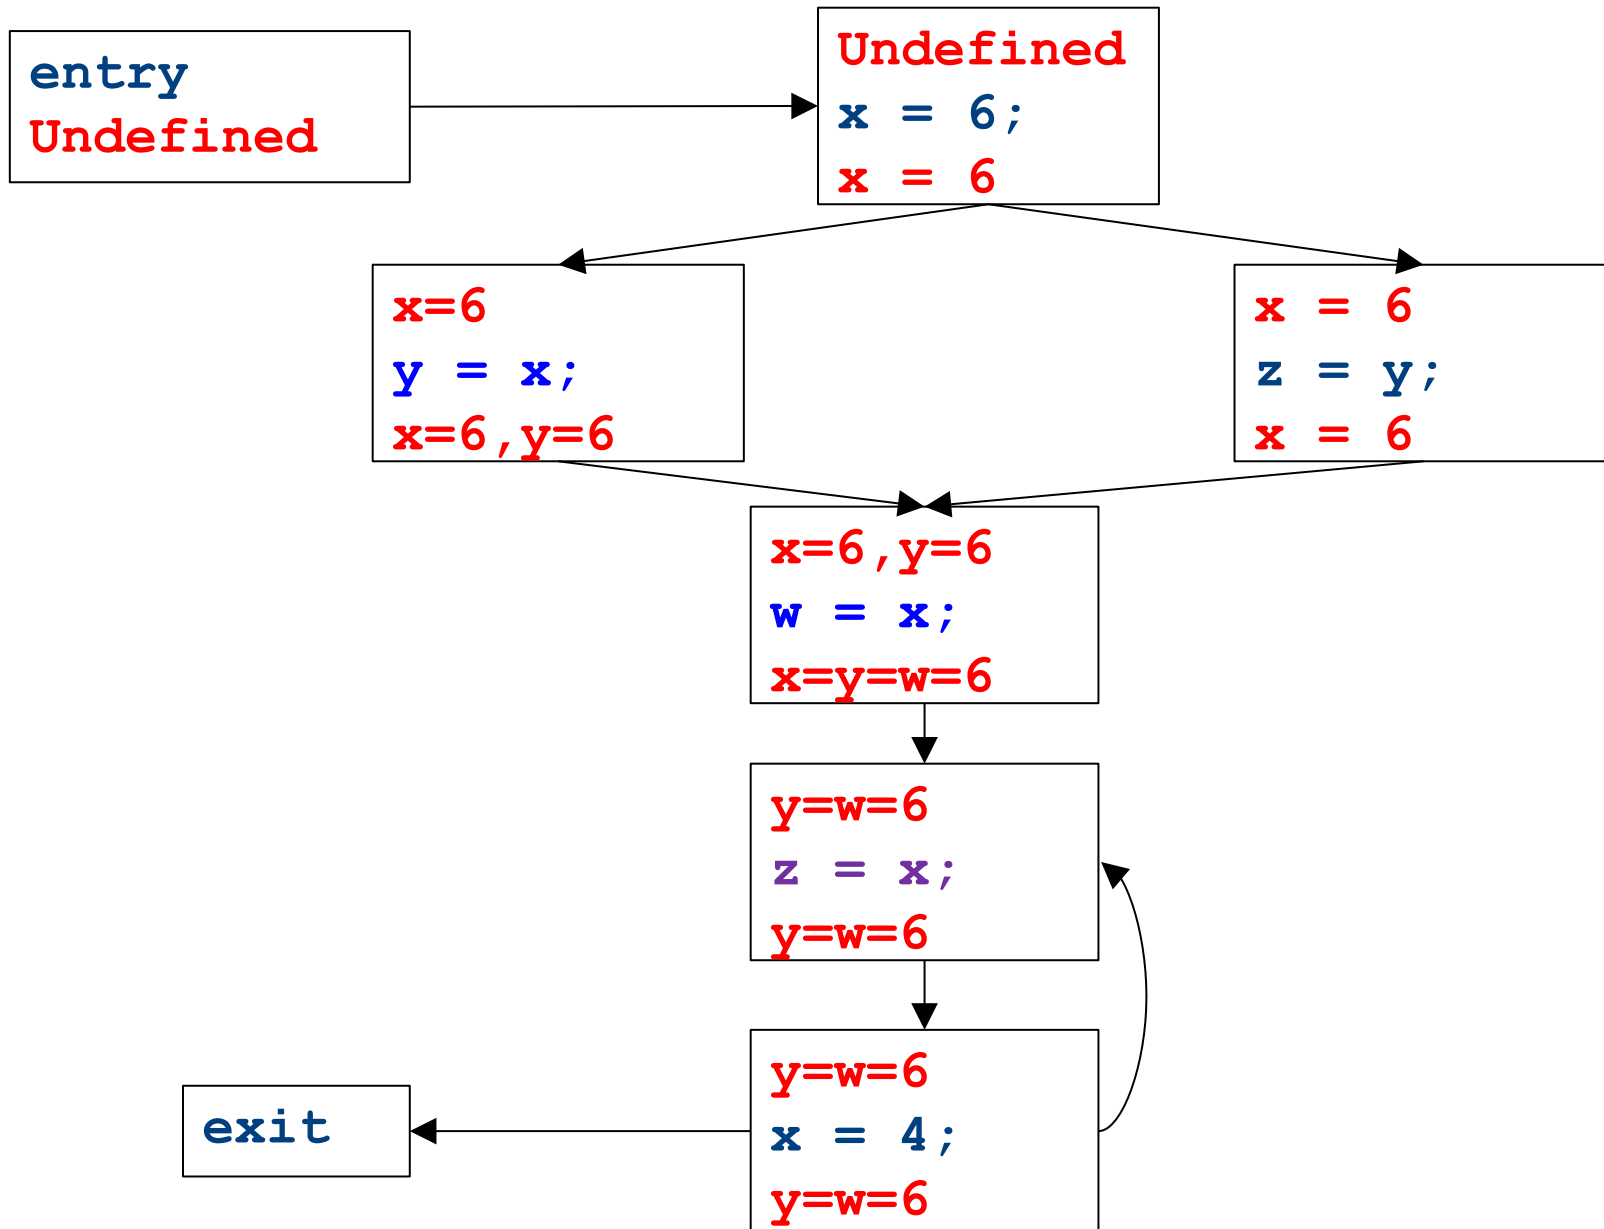 entry
Undefined
Undefined
x = 6;
x = 6
x=6
y = x;
x=6,y=6
x = 6
z = y;
x = 6
x=6,y=6
w = x;
x=y=w=6
y=w=6
z = x;
y=w=6
y=w=6
x = 4;
y=w=6
exit